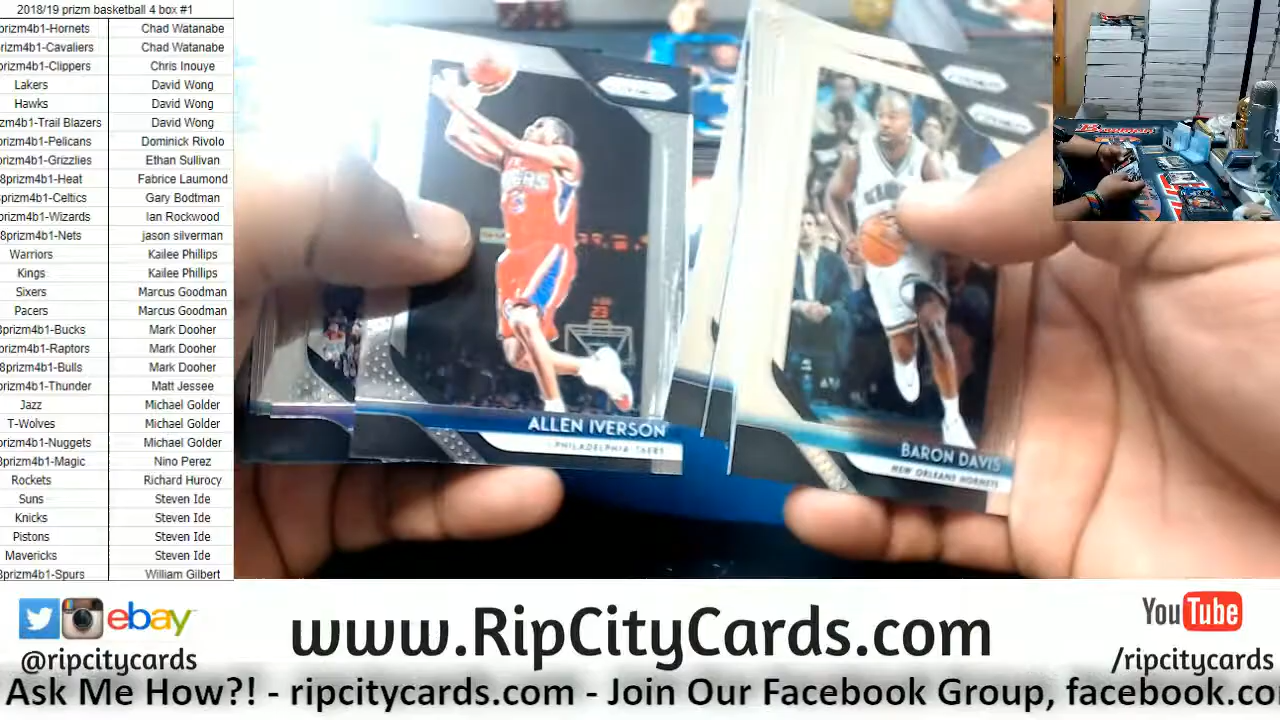 2018/19 prizm basketball 4 box #1
prizm4b1-Hornets Chad Watanabe
rizm4b1-Cavaliers Chad Watanabe
prizm4b1-Clippers Chris Inouye
Lakers David Wong
Hawks David Wong
zm4b1-Trail Blazers David Wong
prizm4b1-Pelicans Dominick Rivolo
rizm4b1-Grizzlies Ethan Sullivan
8prizm4b1-Heat Fabrice Laumond
prizm4b1-Celtics Gary Bodtman
rizm4b1-Wizards Ian Rockwood
8prizm4b1-Nets jason silverman
Warriors Kailee Phillips
Kings Kailee Phillips
Sixers Marcus Goodman
Pacers Marcus Goodman
prizm4b1-Bucks Mark Dooher
prizm4b1-Raptors Mark Dooher
8prizm4b1-Bulls Mark Dooher
prizm4b1-Thunder Matt Jessee
Jazz Michael Golder
T-Wolves Michael Golder
rizm4b1-Nuggets Michael Golder
prizm4b1-Magic Nino Perez
Rockets Richard Hurocy
Suns Steven Ide
Knicks Steven Ide
Pistons Steven Ide
Mavericks Steven Ide
prizm4b1-Spurs William Gilbert
ALLEN IVERSON
PHILADELPHIA 76ERS
BARON DAVIS
NEW ORLEANS HORNETS
23
ebay
@ripcitycards
www.RipCityCards.com
YouTube
/ripcitycards
Ask Me How?! - ripcitycards.com - Join Our Facebook Group, facebook.co